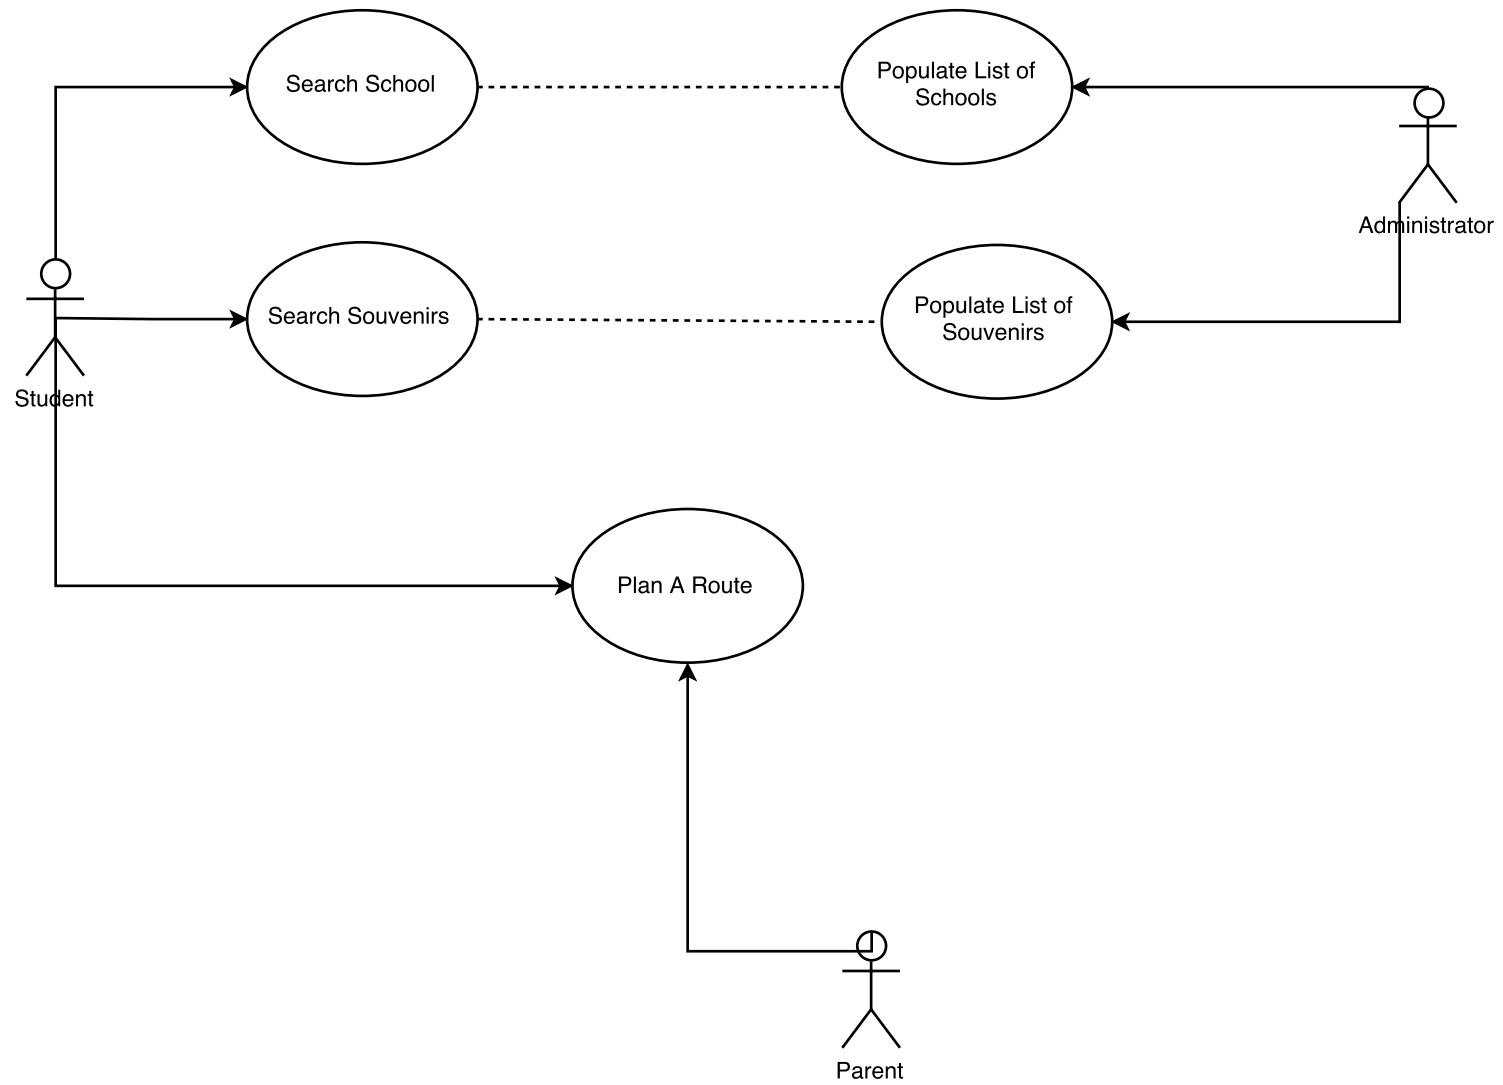 Search School
Populate List of
Schools
Administrator
Search Souvenirs
Populate List of
Souvenirs
Student
Plan A Route
Parent